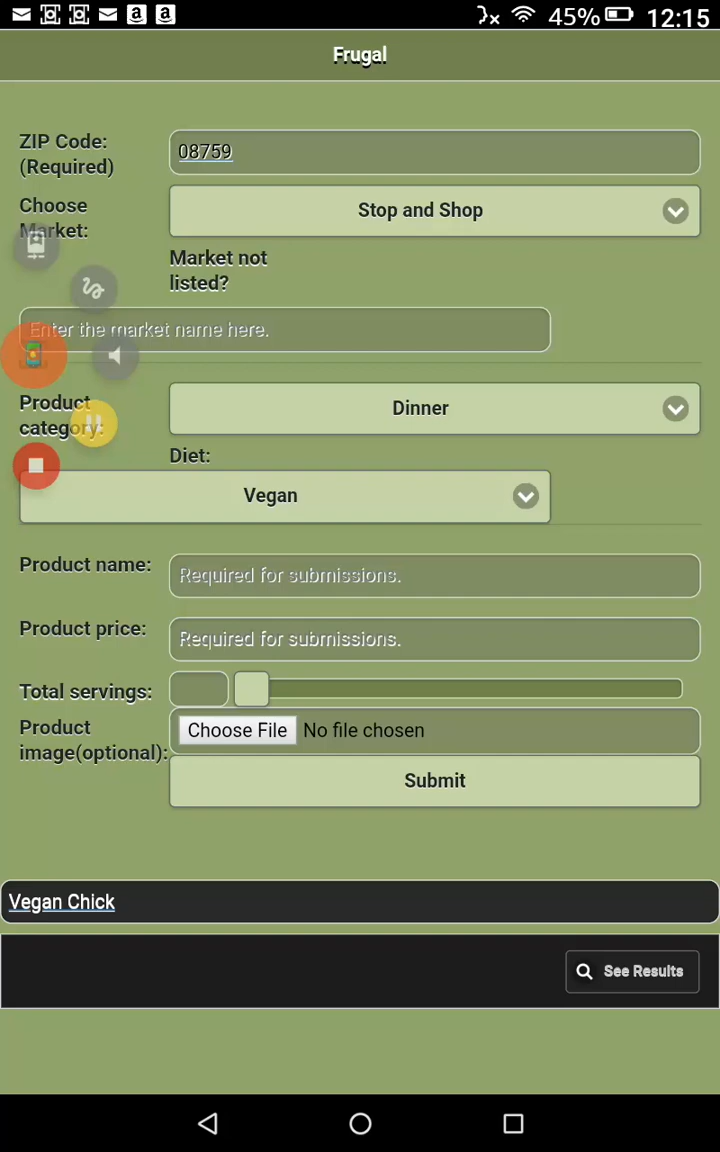 45% 12:15
Frugal
ZIP Code:
(Required)
08759
Choose
Market:
Stop and Shop
Market not
listed?
Enter the market name here.
Product
category:
Dinner
Diet:
Vegan
Product name:
Required for submissions.
Product price:
Required for submissions.
Total servings:
Product
image(optional):
Choose File No file chosen
Submit
Vegan Chick
See Results